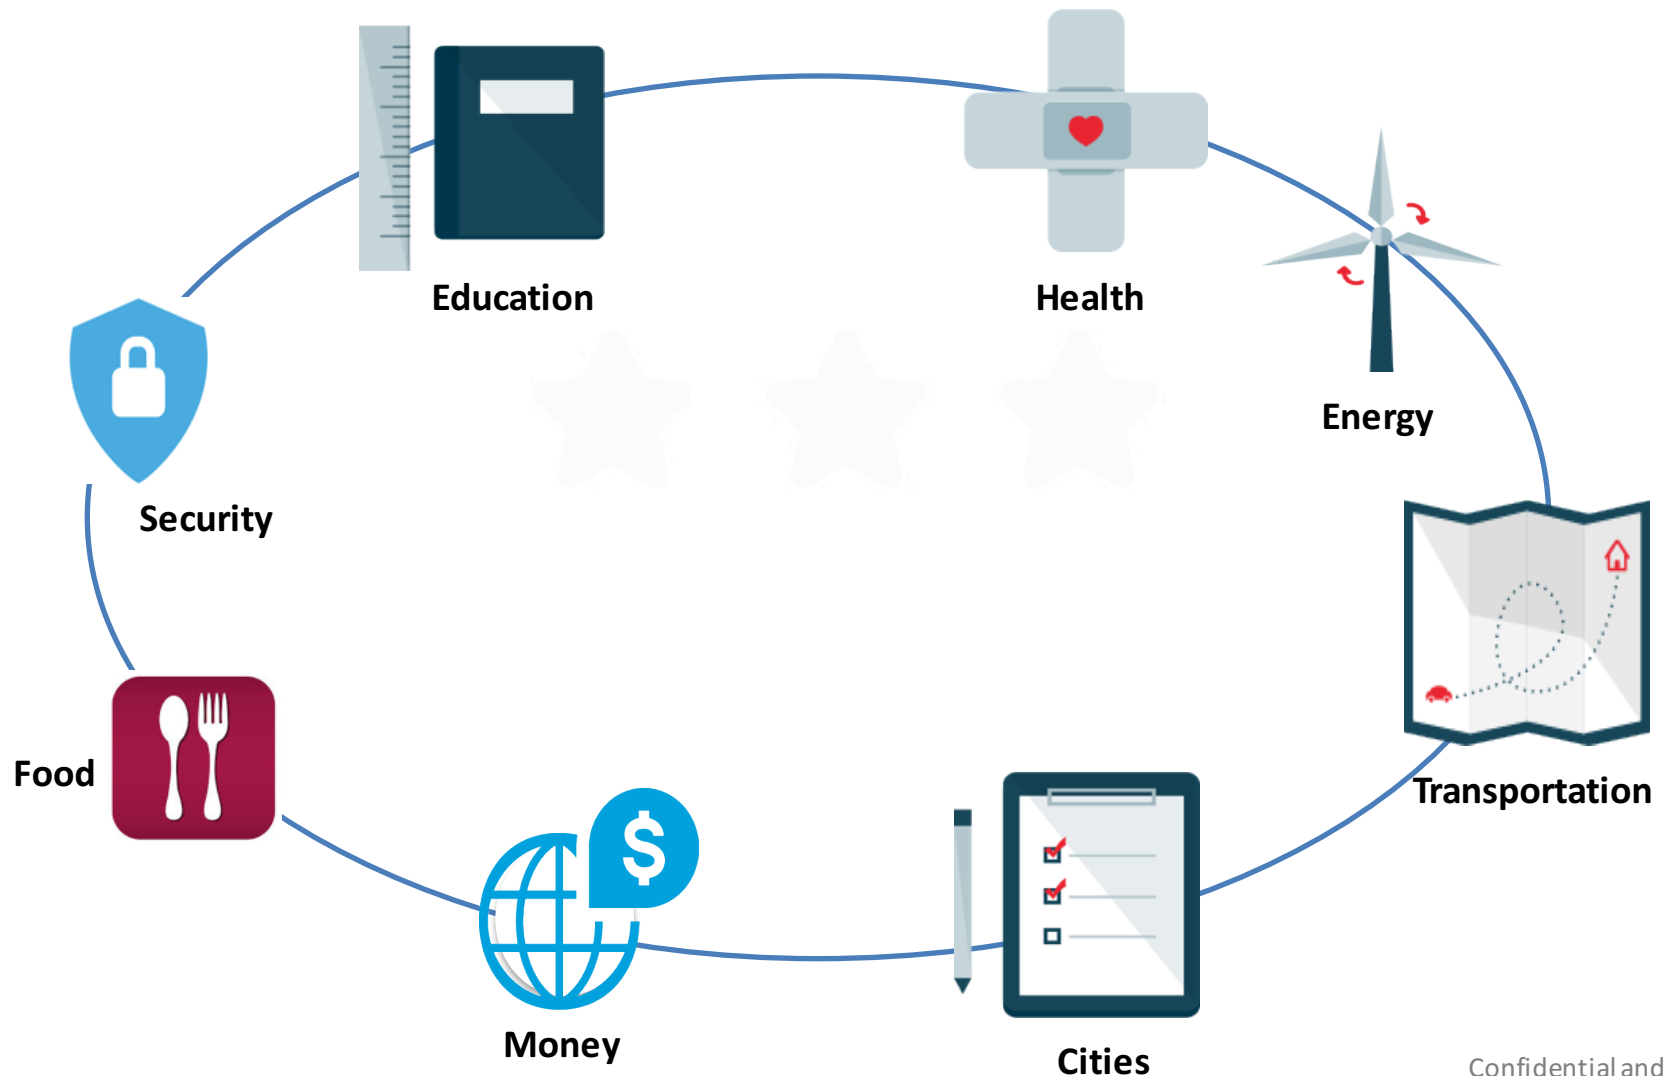 Education
Health
Energy
Security
Transportation
Food
$
Money
Cities
Confidential and